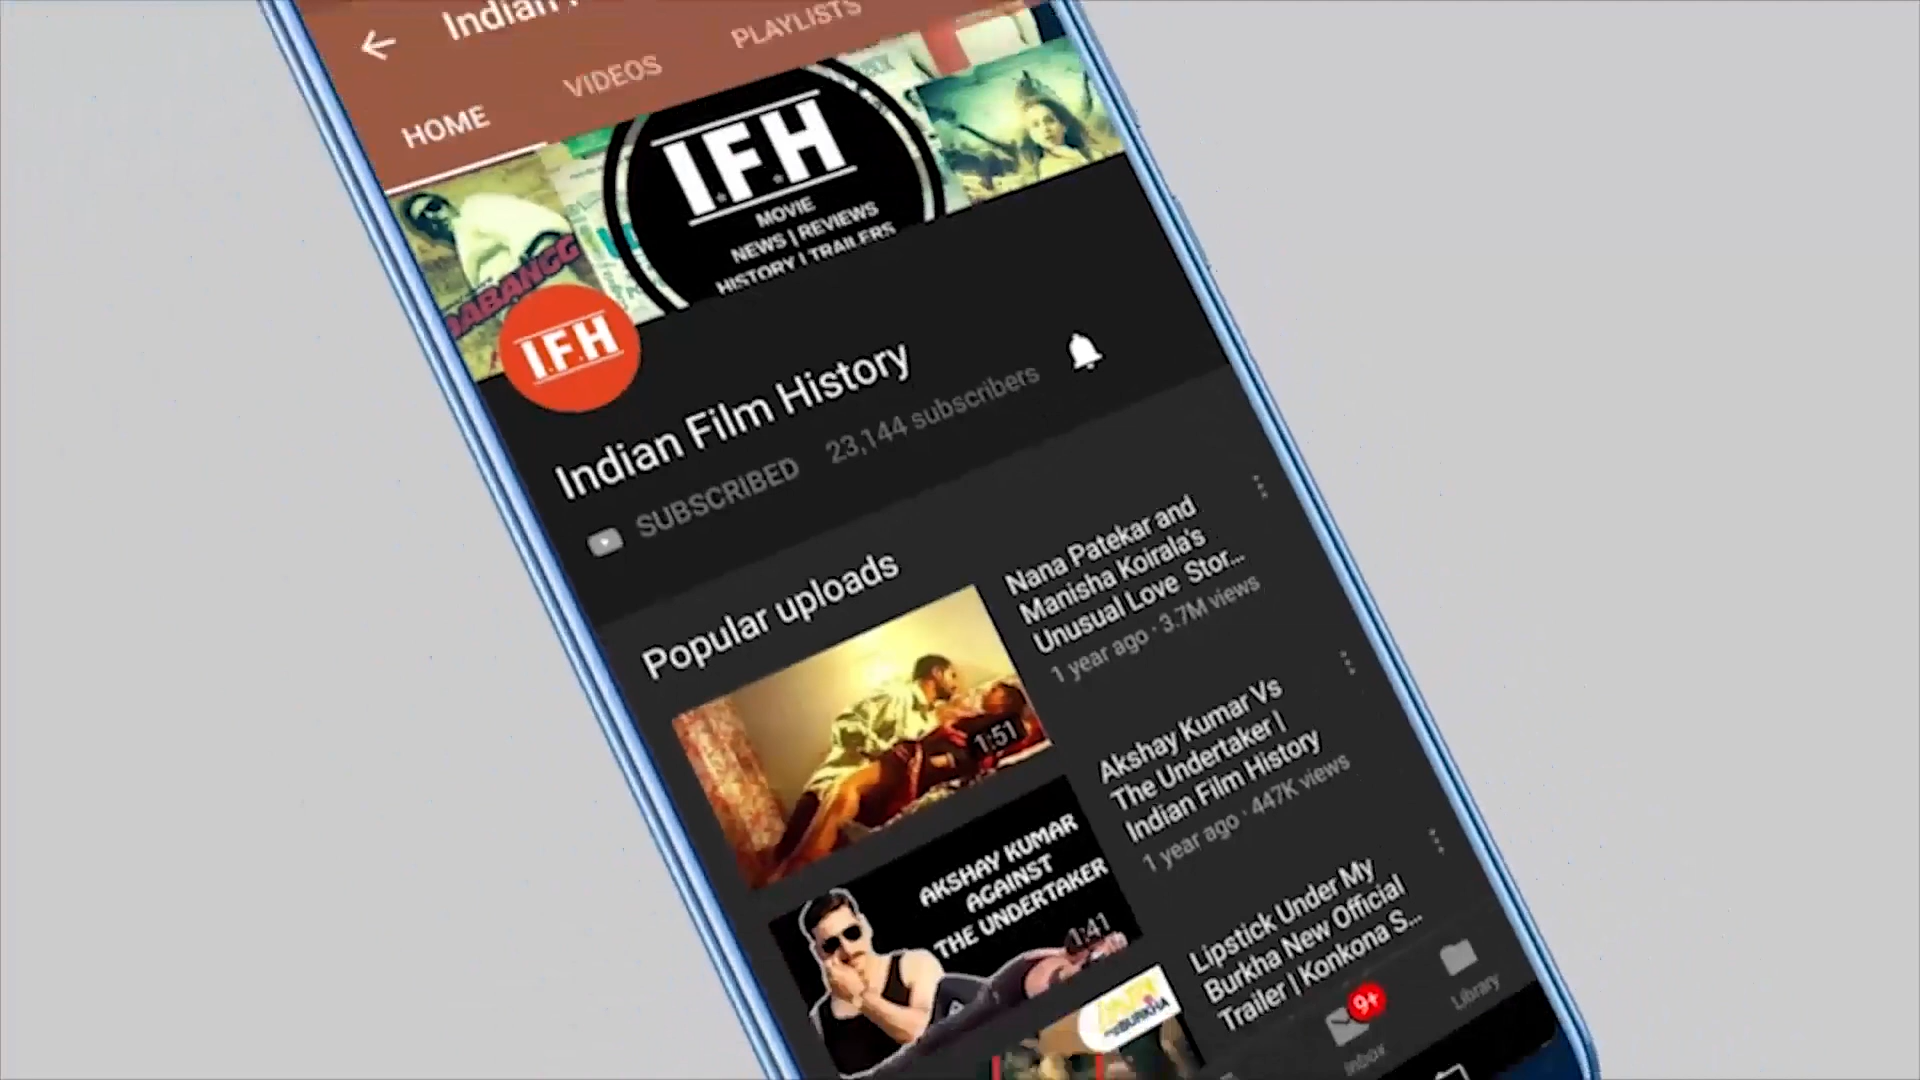 Indian
HOME
VIDEOS
PLAYLISTS
I.F.H
MOVIE
NEWS | REVIEWS
HISTORY | TRAILERS
DABANGG
I.F.H
Indian Film History
SUBSCRIBED 23,144 subscribers
Popular uploads
1:51
Nana Patekar and
Manisha Koirala's
Unusual Love Stor...
1 year ago · 3.7M views
AKSHAY KUMAR
AGAINST
THE UNDERTAKER
1:41
Akshay Kumar Vs
The Undertaker |
Indian Film History
1 year ago · 447K views
BURKHA
Lipstick Under My
Burkha New Official
Trailer | Konkona S...
9+
Inbox
Library